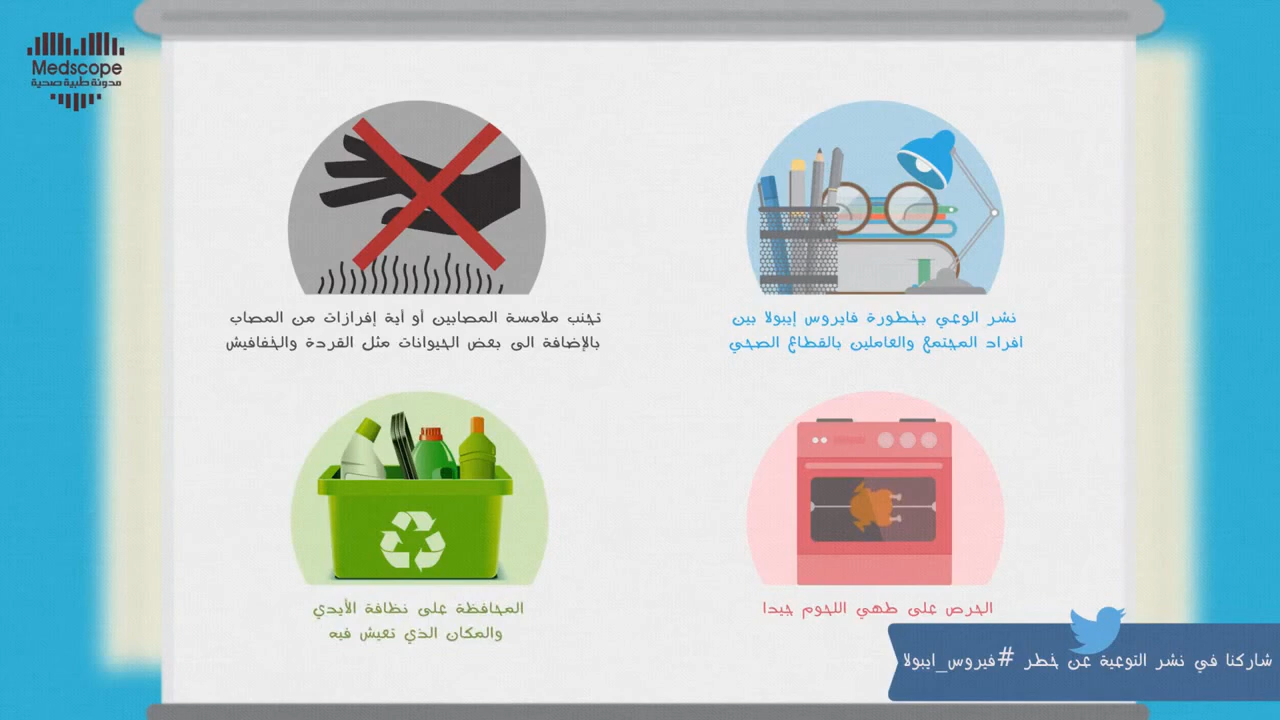 Medscope
مدونة طبية صحية
نشر الوعي بخطورة فايروس إيبولا بين
افراد المجتمع والعاملين بالقطاع الصحي
تجنب ملامسة المصابين أو أية إفرازات من المصاب
بالإضافة الى بعض الحيوانات مثل القردة والخفافيش
الحرص على طهي اللحوم جيدا
المحافظة على نظافة الأيدي
والمكان الذي تعيش فيه
شاركنا في نشر التوعية عن خطر #فيروس_ايبولا